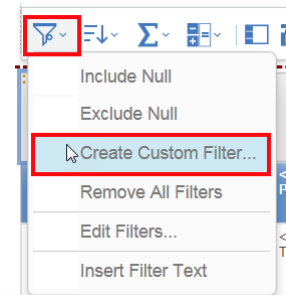 Include Null
Exclude Null
Create Custom Filter...
Remove All Filters
Edit Filters...
Insert Filter Text